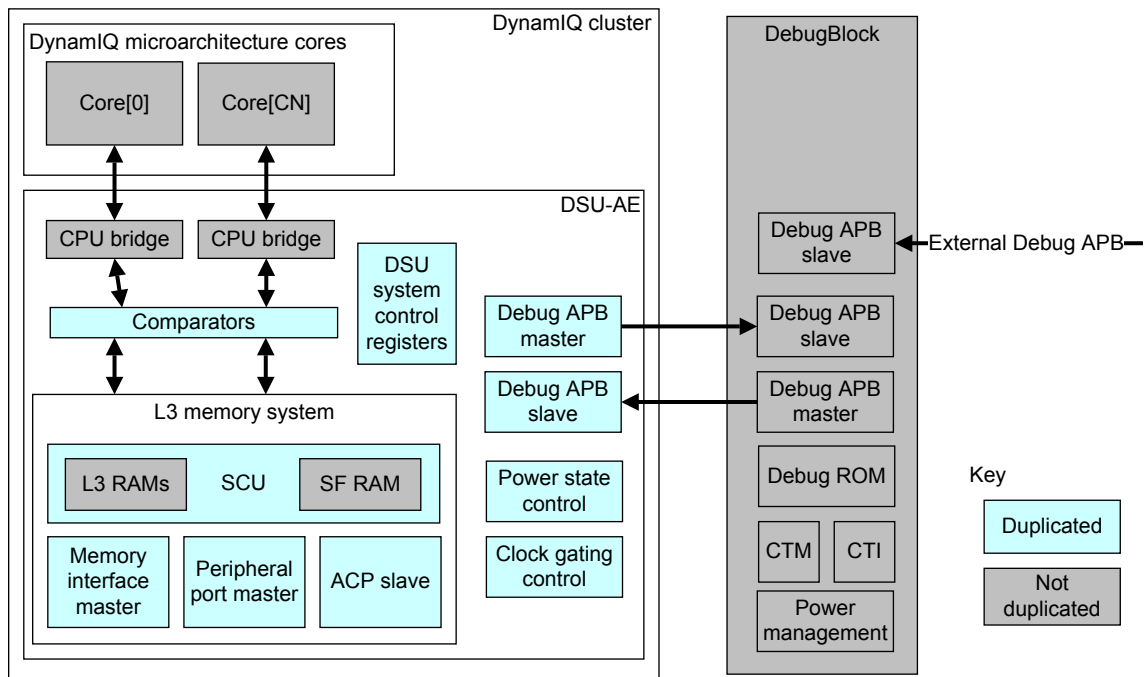 DynamIQ cluster
DynamIQ microarchitecture cores
Core[0]
Core[CN]
DSU-AE
CPU bridge
CPU bridge
Comparators
DSU
system
control
registers
Debug APB
master
Debug APB
slave
L3 memory system
L3 RAMs
SCU
SF RAM
Memory
interface
master
Peripheral
port master
ACP slave
Power state
control
Clock gating
control
DebugBlock
Debug APB
slave
External Debug APB
Debug APB
slave
Debug APB
master
Debug ROM
CTM
CTI
Power
management
Key
Duplicated
Not
duplicated